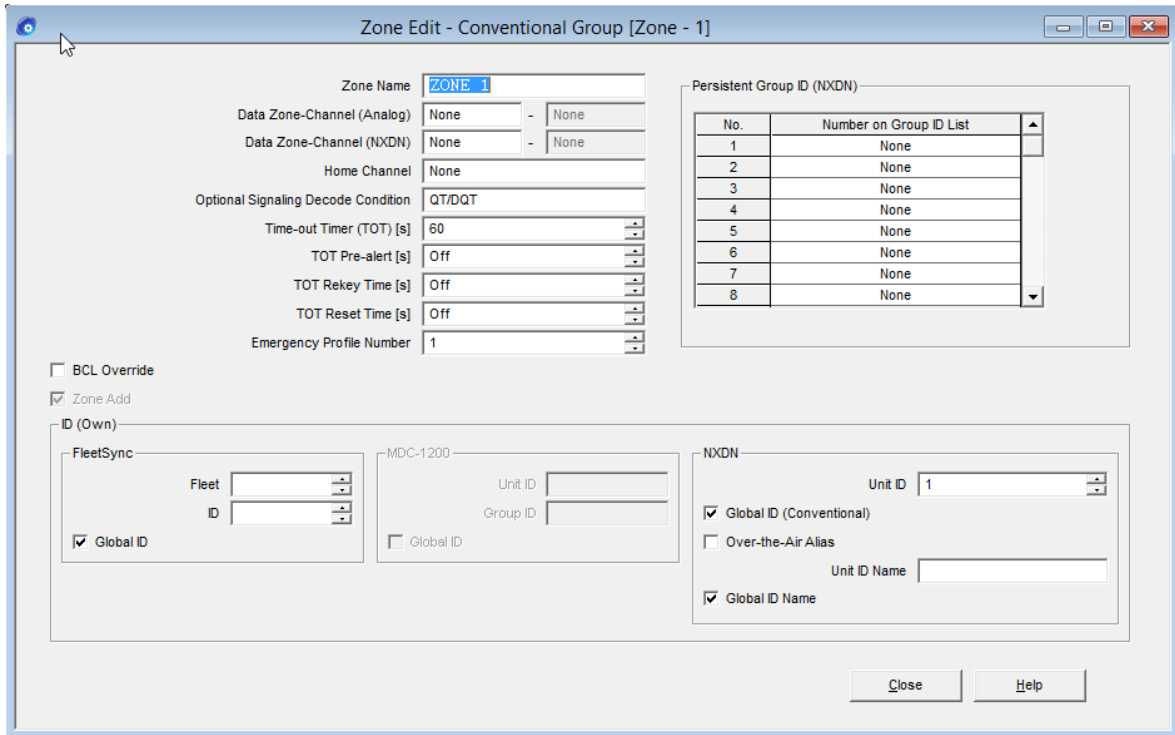 Zone Edit - Conventional Group [Zone - 1]
Zone Name ZONE 1
Data Zone-Channel (Analog) None - None
Data Zone-Channel (NXDN) None - None
Home Channel None
Optional Signaling Decode Condition QT/DQT
Time-out Timer (TOT) [s] 60
TOT Pre-alert [s] Off
TOT Rekey Time [s] Off
TOT Reset Time [s] Off
Emergency Profile Number 1
Persistent Group ID (NXDN)
No. Number on Group ID List
1 None
2 None
3 None
4 None
5 None
6 None
7 None
8 None
BCL Override
Zone Add
ID (Own)
FleetSync
Fleet
ID
Global ID
MDC-1200
Unit ID
Group ID
Global ID
NXDN
Unit ID 1
Global ID (Conventional)
Over-the-Air Alias
Unit ID Name
Global ID Name
Close Help